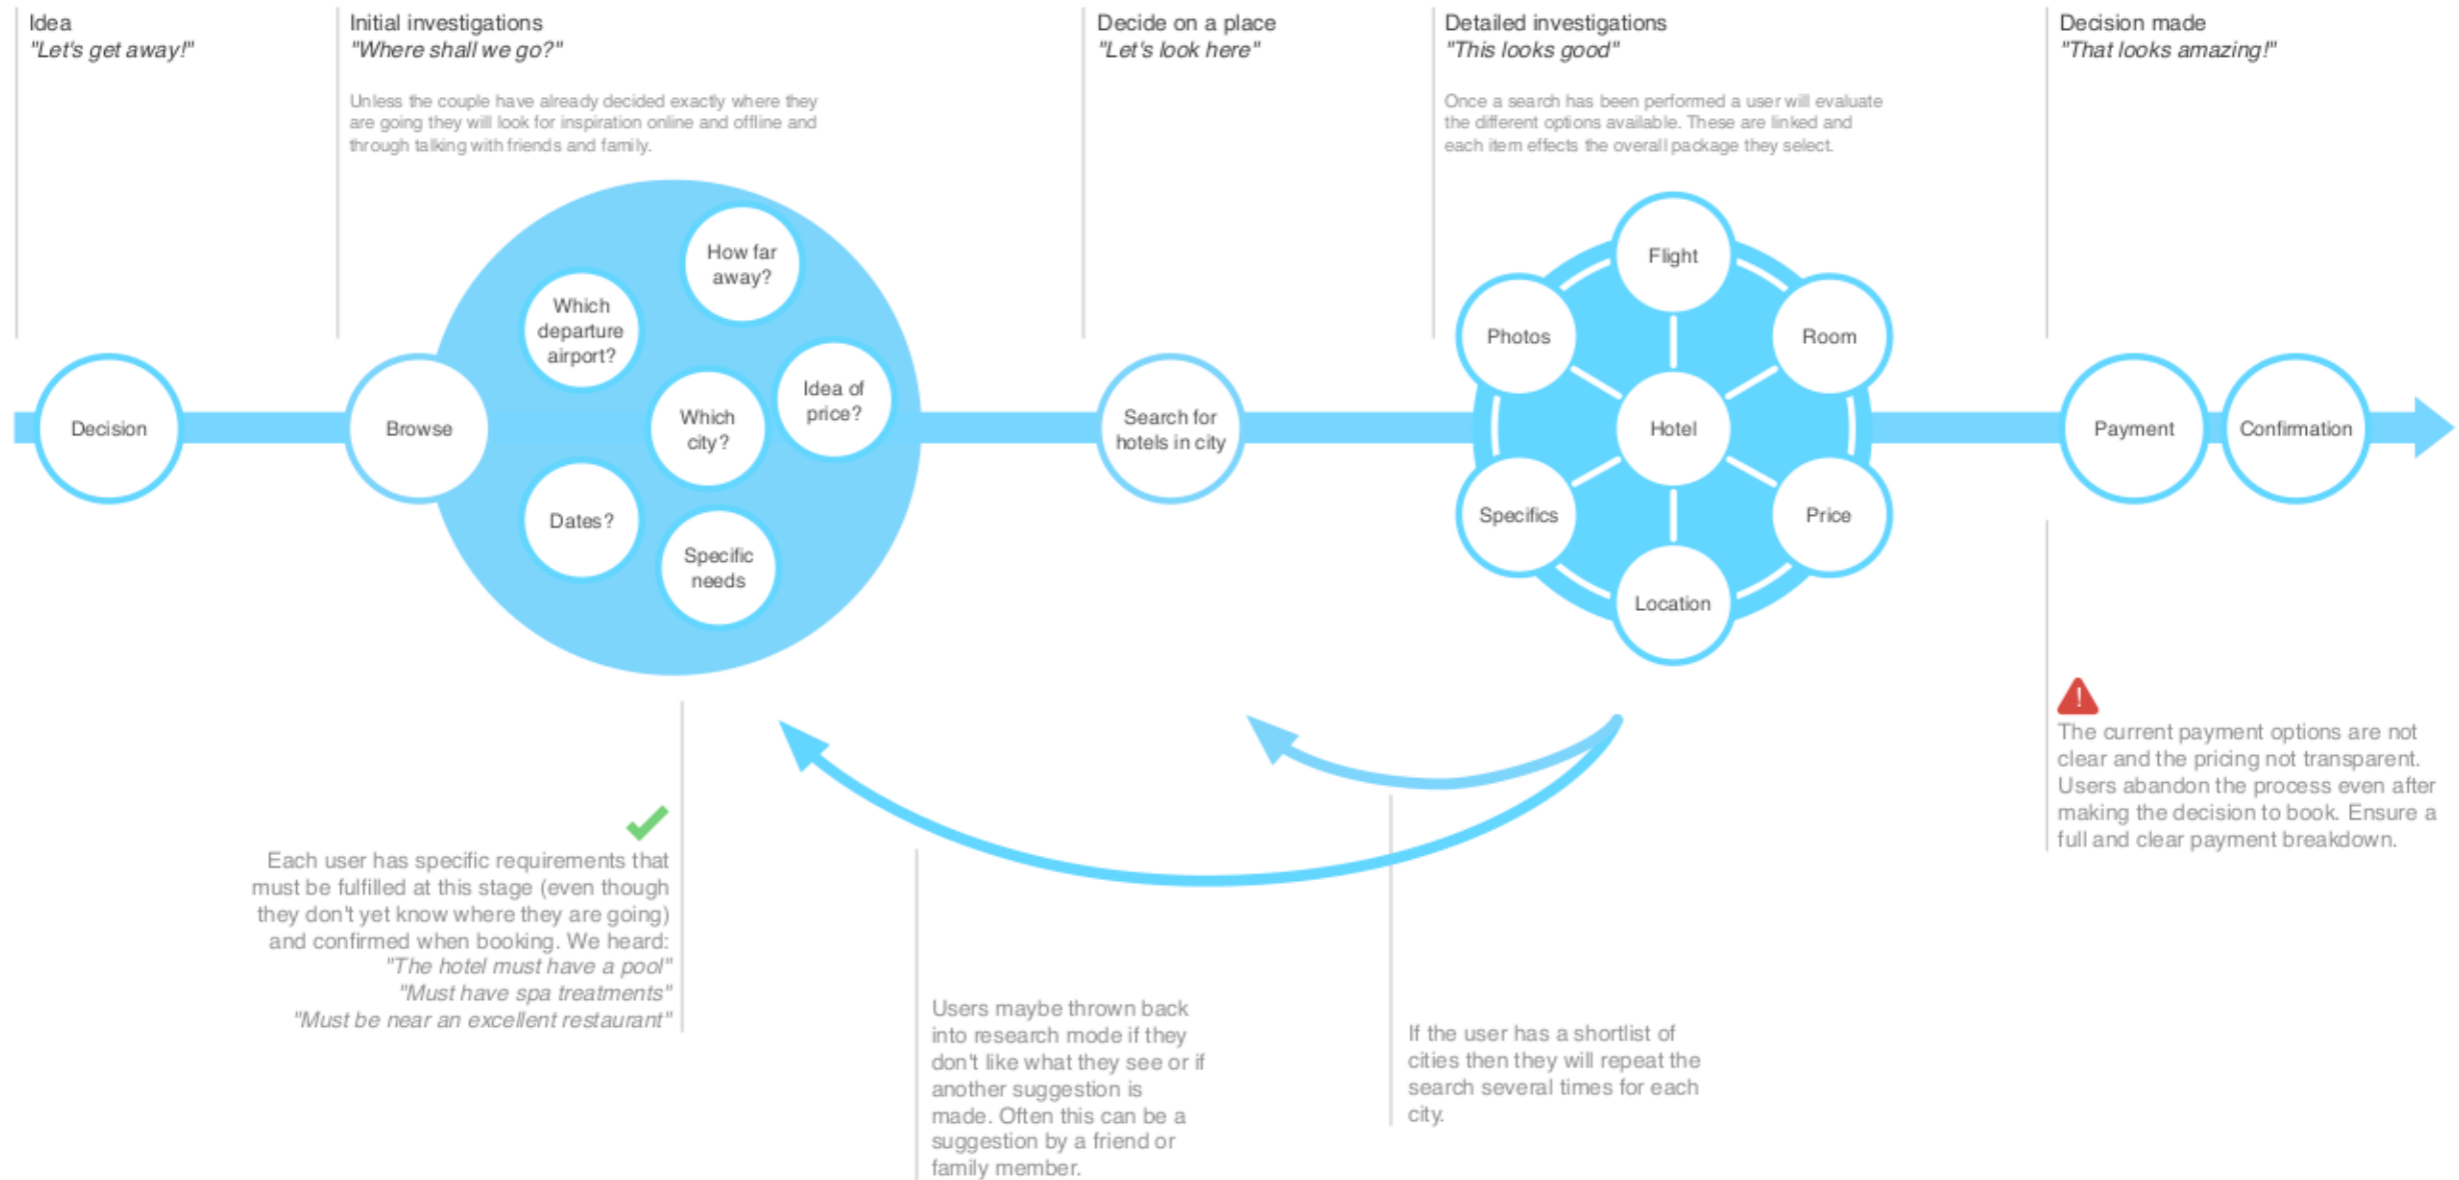 Idea
"Let's get away!"
Initial investigations
"Where shall we go?"
Unless the couple have already decided exactly where they
are going they will look for inspiration online and offline and
through talking with friends and family.
Decide on a place
"Let's look here"
Detailed investigations
"This looks good"
Once a search has been performed a user will evaluate
the different options available. These are linked and
each item effects the overall package they select.
Decision made
"That looks amazing!"
Decision
Browse
How far
away?
Which
departure
airport?
Idea of
price?
Which
city?
Dates?
Specific
needs
Search for
hotels in city
Flight
Photos
Room
Hotel
Specifics
Price
Location
Payment
Confirmation
Each user has specific requirements that
must be fulfilled at this stage (even though
they don't yet know where they are going)
and confirmed when booking. We heard:
"The hotel must have a pool"
"Must have spa treatments"
"Must be near an excellent restaurant"
Users maybe thrown back
into research mode if they
don't like what they see or if
another suggestion is
made. Often this can be a
suggestion by a friend or
family member.
If the user has a shortlist of
cities then they will repeat the
search several times for each
city.
!
The current payment options are not
clear and the pricing not transparent.
Users abandon the process even after
making the decision to book. Ensure a
full and clear payment breakdown.